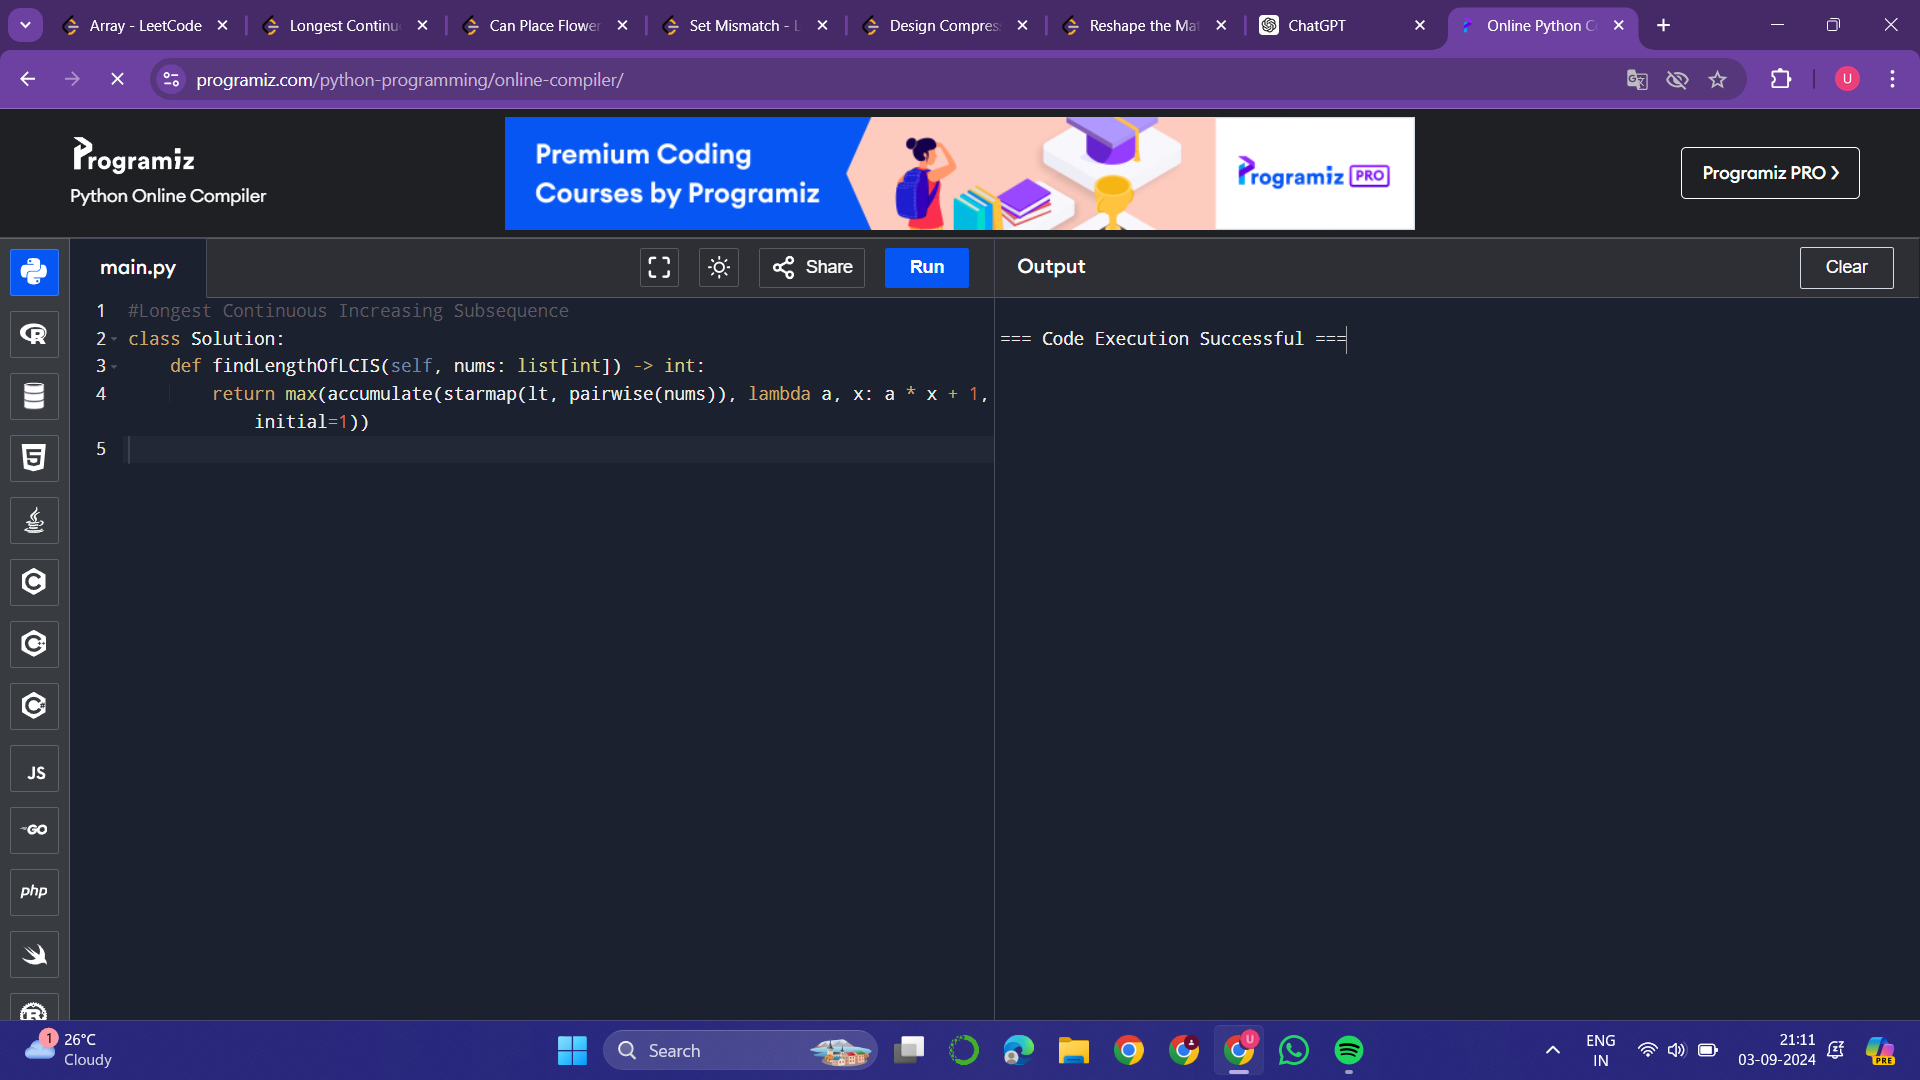 Array - LeetCode
Longest Continu
Can Place Flower
Set Mismatch - L
Design Compres
Reshape the Mat
ChatGPT
Online Python C
programiz.com/python-programming/online-compiler/
U
Programiz
Python Online Compiler
Premium Coding
Courses by Programiz
Programiz PRO
Programiz PRO ❯
main.py
Share
Run
Output
Clear
1 #Longest Continuous Increasing Subsequence
2 class Solution:
3 def findLengthOfLCIS(self, nums: list[int]) -> int:
4 return max(accumulate(starmap(lt, pairwise(nums)), lambda a, x: a * x + 1,
initial=1))
5
=== Code Execution Successful ===
R
5
C
C
C
JS
GO
php
R
1
26°C
Cloudy
Search
U
ENG
IN
21:11
03-09-2024
PRE